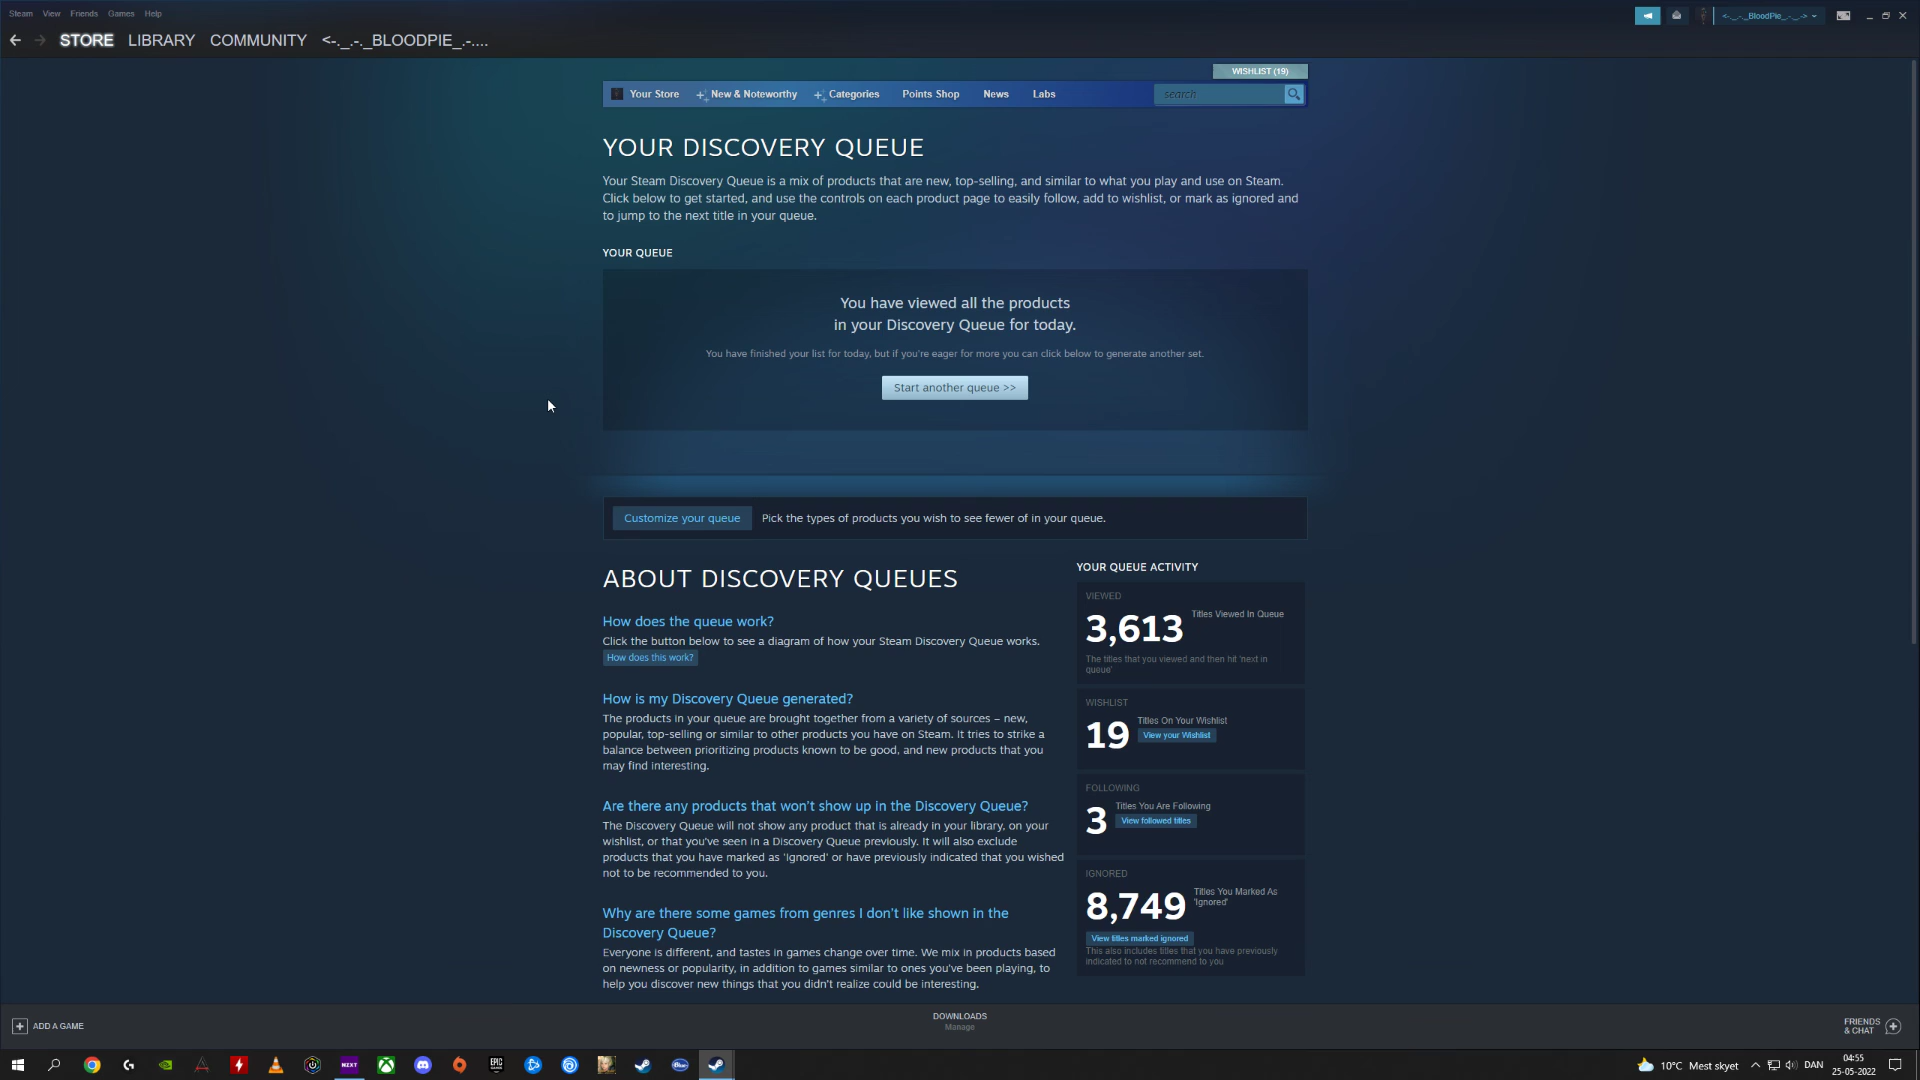 Steam View Friends Games Help
<-._.-._BloodPie_.-._.->
STORE LIBRARY COMMUNITY <-._.-._BLOODPIE_.-....
WISHLIST (19)
Your Store New & Noteworthy Categories Points Shop News Labs search
YOUR DISCOVERY QUEUE
Your Steam Discovery Queue is a mix of products that are new, top-selling, and similar to what you play and use on Steam.
Click below to get started, and use the controls on each product page to easily follow, add to wishlist, or mark as ignored and
to jump to the next title in your queue.
YOUR QUEUE
You have viewed all the products
in your Discovery Queue for today.
You have finished your list for today, but if you're eager for more you can click below to generate another set.
Start another queue >>
Customize your queue Pick the types of products you wish to see fewer of in your queue.
ABOUT DISCOVERY QUEUES
How does the queue work?
Click the button below to see a diagram of how your Steam Discovery Queue works.
How does this work?
How is my Discovery Queue generated?
The products in your queue are brought together from a variety of sources – new,
popular, top-selling or similar to other products you have on Steam. It tries to strike a
balance between prioritizing products known to be good, and new products that you
may find interesting.
Are there any products that won't show up in the Discovery Queue?
The Discovery Queue will not show any product that is already in your library, on your
wishlist, or that you've seen in a Discovery Queue previously. It will also exclude
products that you have marked as 'Ignored' or have previously indicated that you wished
not to be recommended to you.
Why are there some games from genres I don't like shown in the
Discovery Queue?
Everyone is different, and tastes in games change over time. We mix in products based
on newness or popularity, in addition to games similar to ones you've been playing, to
help you discover new things that you didn't realize could be interesting.
YOUR QUEUE ACTIVITY
VIEWED
3,613 Titles Viewed In Queue
The titles that you viewed and then hit 'next in
queue'
WISHLIST
19 Titles On Your Wishlist
View your Wishlist
FOLLOWING
3 Titles You Are Following
View followed titles
IGNORED
8,749 Titles You Marked As
'Ignored'
View titles marked ignored
This also includes titles that you have previously
indicated to not recommend to you
ADD A GAME
DOWNLOADS
Manage
FRIENDS
& CHAT
NZXT
EPIC
GAMES
Blue
10°C Mest skyet
DAN
04:55
25-05-2022